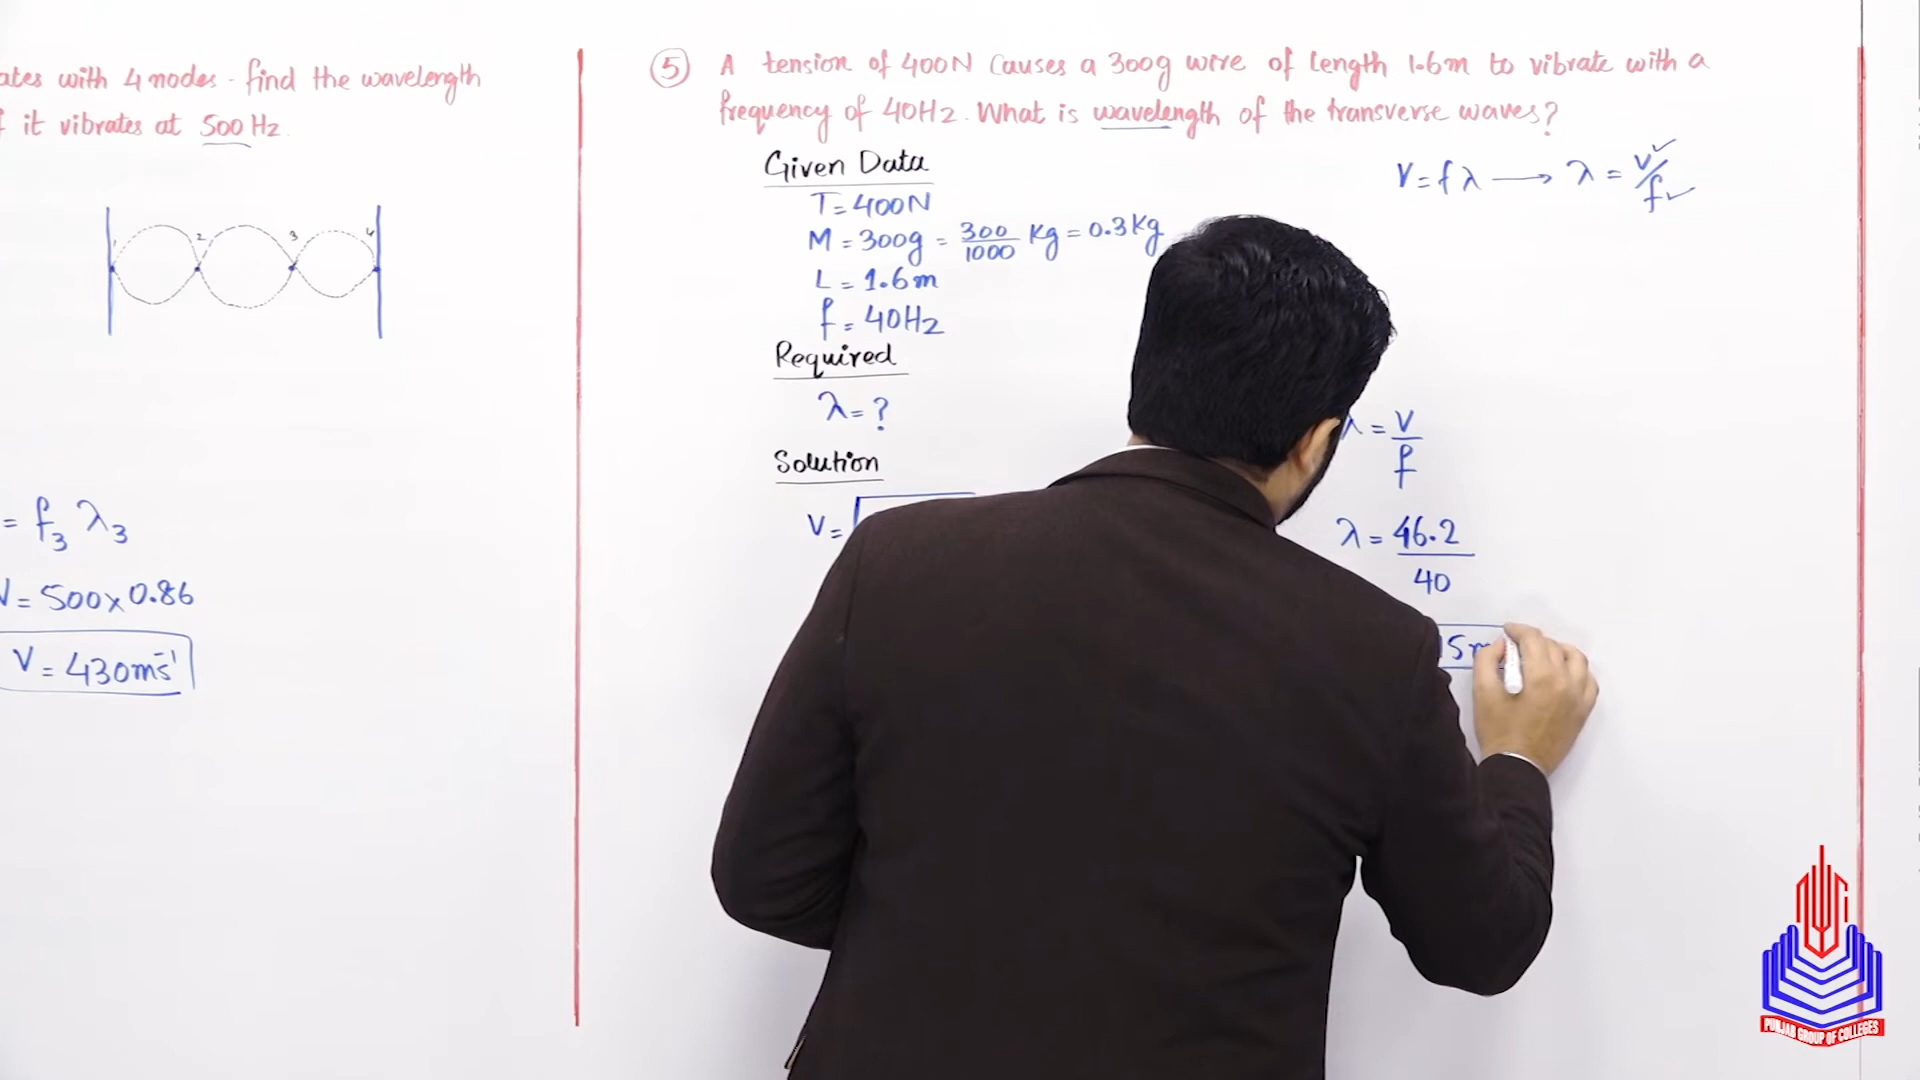 ates with 4 nodes - find the wavelength
it vibrates at 500 Hz.
1 2 3 4
= f3 λ3
V = 500 x 0.86
V = 430ms⁻¹
5 A tension of 400N causes a 300g wire of length 1.6m to vibrate with a
frequency of 40Hz. What is wavelength of the transverse waves?
Given Data
T = 400N
M = 300g = 300/1000 Kg = 0.3Kg
L = 1.6m
f = 40Hz
Required
λ = ?
Solution
V =
V = fλ → λ = V/f
λ = V/f
λ = 46.2/40
15m
PUNJAB GROUP OF COLLEGES